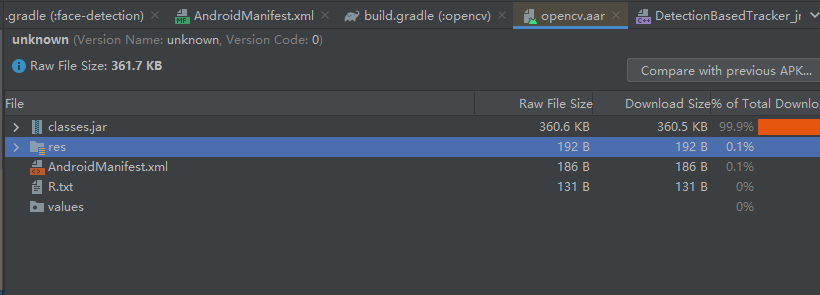 .gradle (:face-detection) AndroidManifest.xml build.gradle (:opencv) opencv.aar DetectionBasedTracker_jr
unknown (Version Name: unknown, Version Code: 0)
Raw File Size: 361.7 KB
Compare with previous APK...
File Raw File Size Download Size % of Total Downlo
classes.jar 360.6 KB 360.5 KB 99.9%
res 192 B 192 B 0.1%
AndroidManifest.xml 186 B 186 B 0.1%
R.txt 131 B 131 B 0%
values 0%